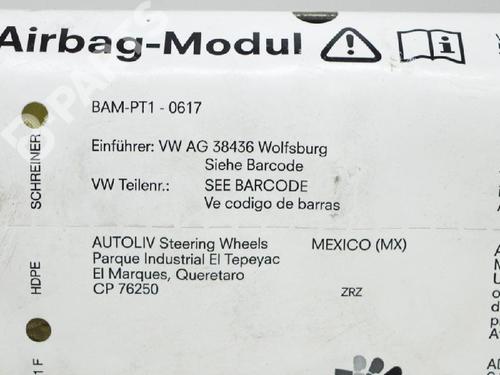 Airbag-Modul
BAM-PT1 - 0617
Einführer: VW AG 38436 Wolfsburg
Siehe Barcode
VW Teilenr.: SEE BARCODE
Ve codigo de barras
SCHREINER
AUTOLIV Steering Wheels MEXICO (MX)
Parque Industrial El Tepeyac
El Marques, Queretaro
CP 76250 ZRZ
HDPE
1 F